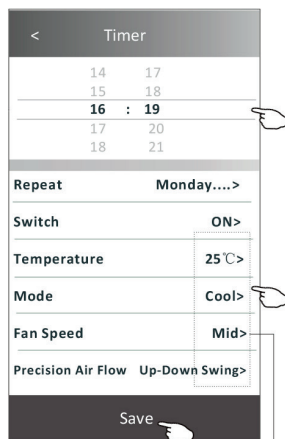 < Timer
14 17
15 18
16 : 19
17 20
18 21
Repeat Monday....>
Switch ON>
Temperature 25℃>
Mode Cool>
Fan Speed Mid>
Precision Air Flow Up-Down Swing>
Save